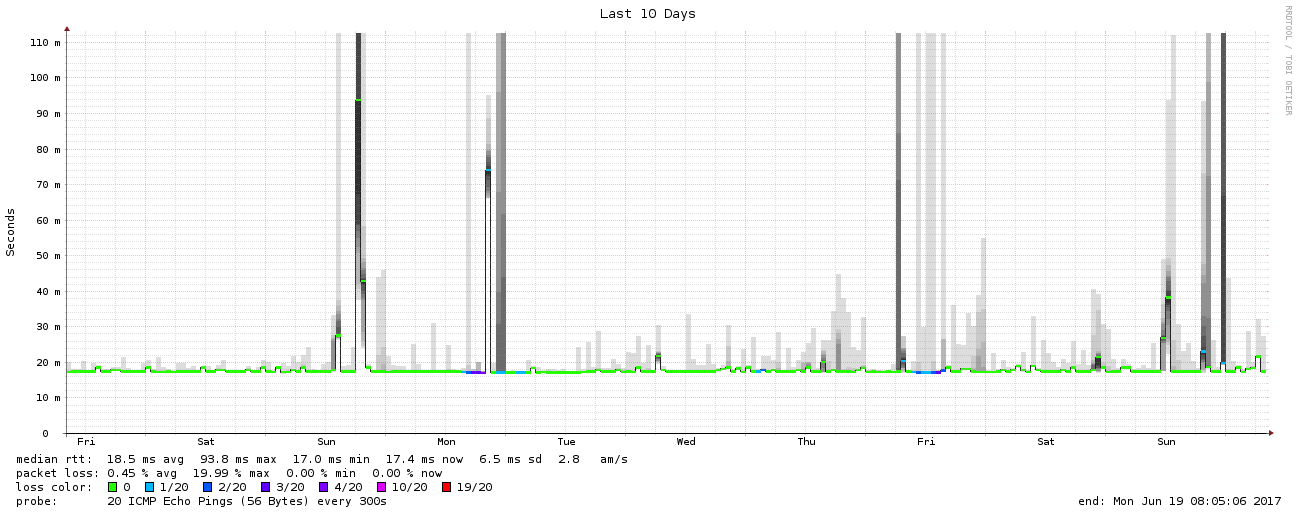 Last 10 Days
RRDTOOL / TOBI OETIKER
Seconds
110 m
100 m
90 m
80 m
70 m
60 m
50 m
40 m
30 m
20 m
10 m
0
Fri Sat Sun Mon Tue Wed Thu Fri Sat Sun
median rtt: 18.5 ms avg 93.8 ms max 17.0 ms min 17.4 ms now 6.5 ms sd 2.8 am/s
packet loss: 0.45 % avg 19.99 % max 0.00 % min 0.00 % now
loss color: 0 1/20 2/20 3/20 4/20 10/20 19/20
probe: 20 ICMP Echo Pings (56 Bytes) every 300s end: Mon Jun 19 08:05:06 2017